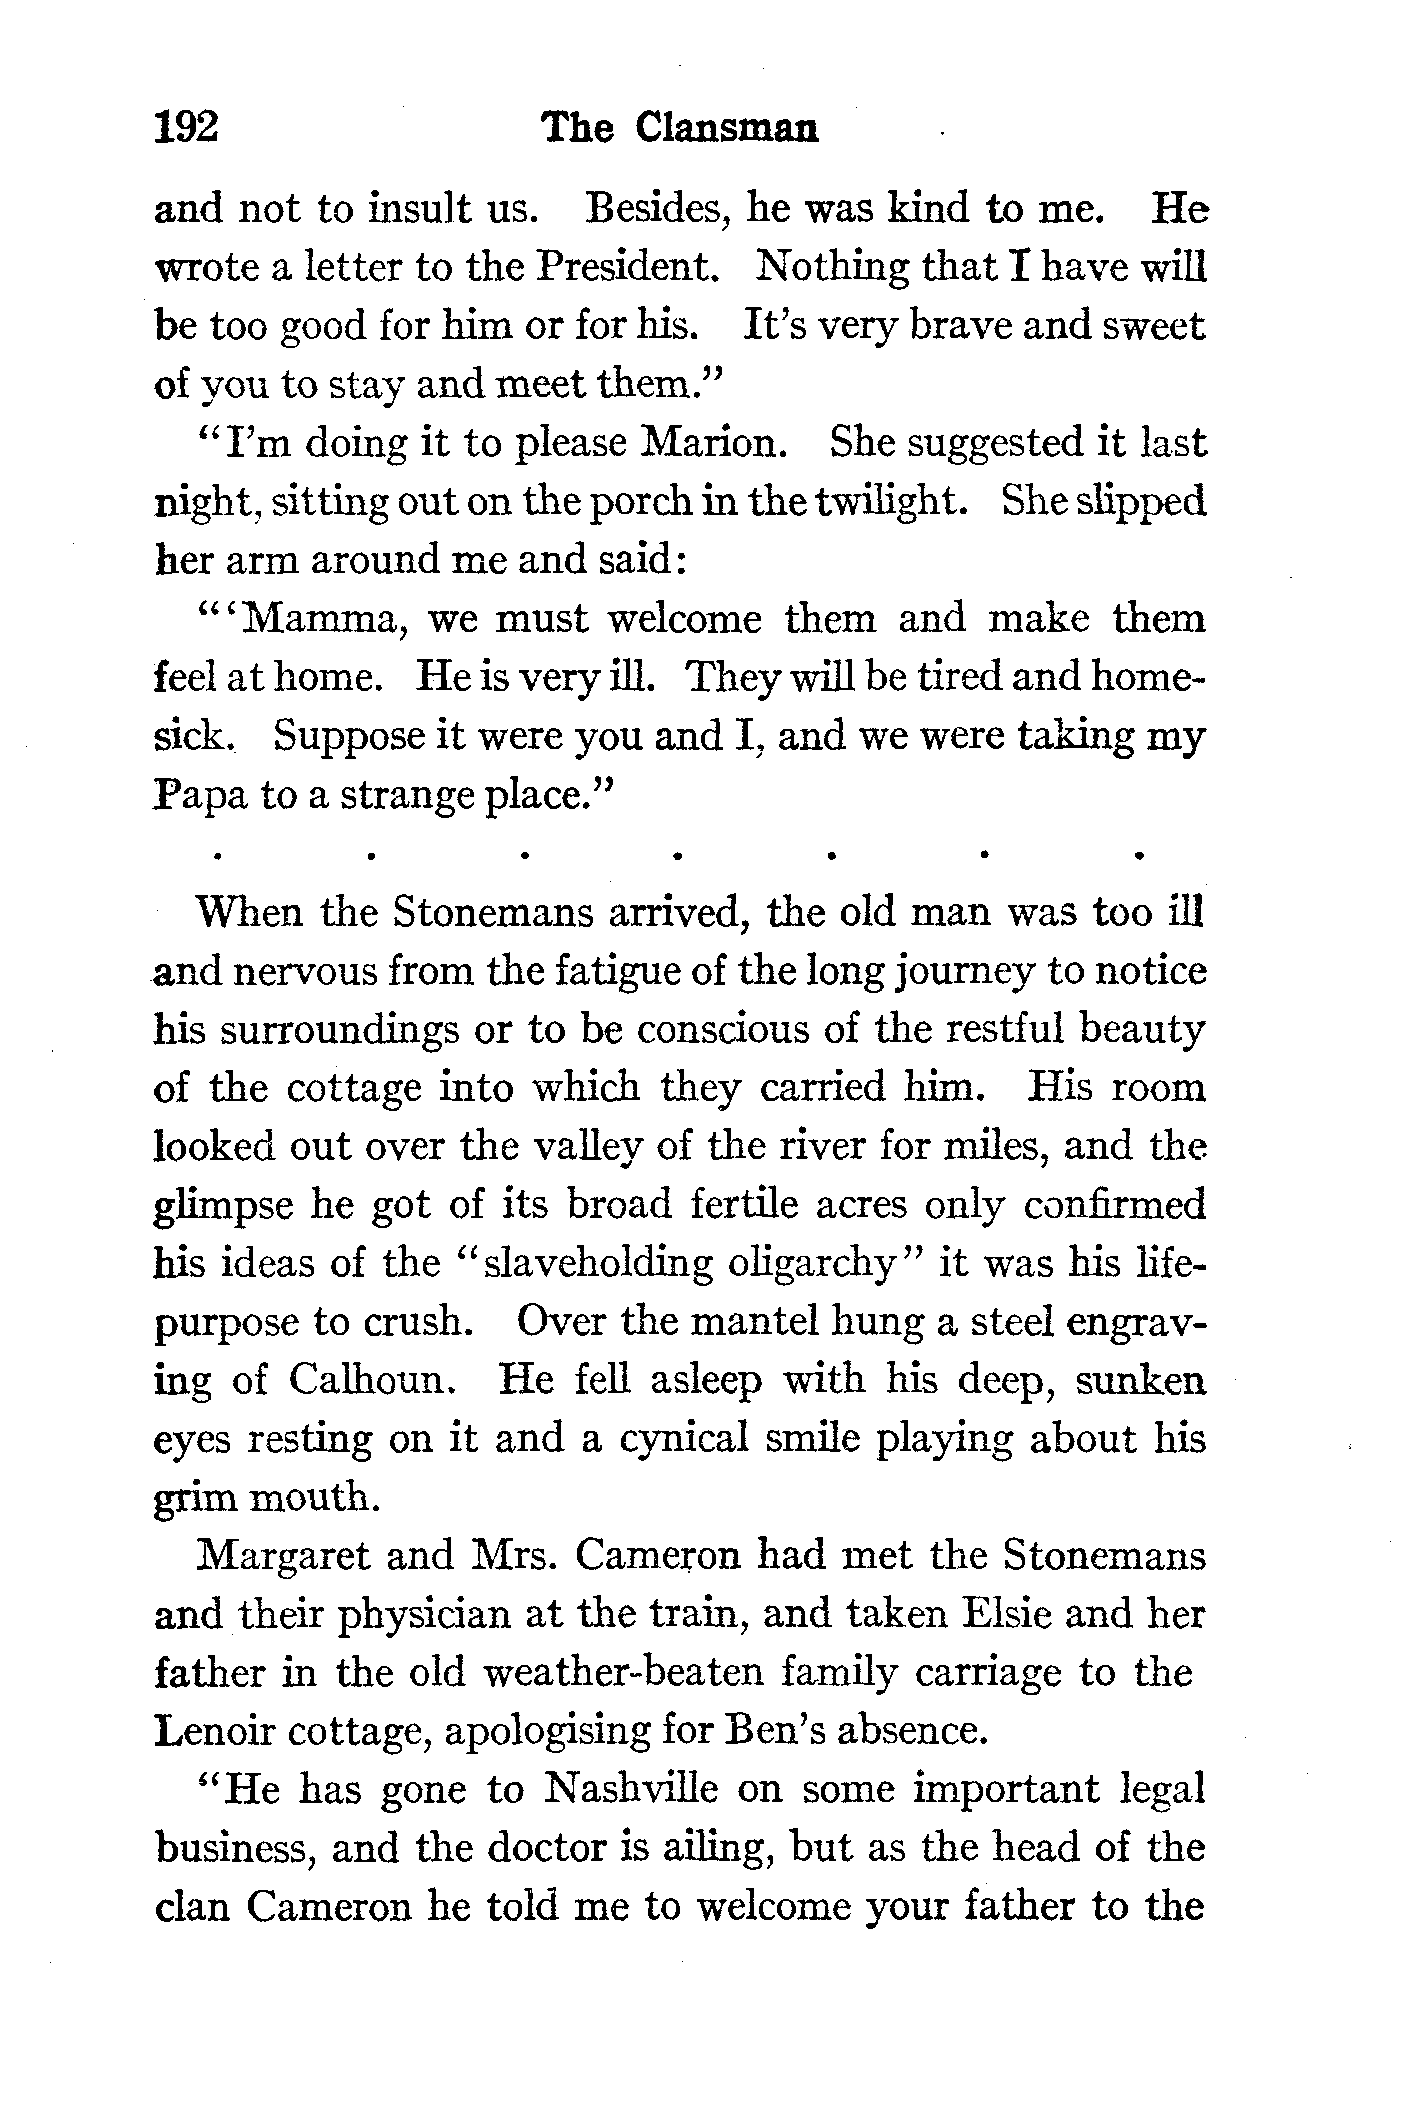 192 The Clansman
and not to insult us. Besides, he was kind to me. He
wrote a letter to the President. Nothing that I have will
be too good for him or for his. It's very brave and sweet
of you to stay and meet them."
"I'm doing it to please Marion. She suggested it last
night, sitting out on the porch in the twilight. She slipped
her arm around me and said:
"'Mamma, we must welcome them and make them
feel at home. He is very ill. They will be tired and home-
sick. Suppose it were you and I, and we were taking my
Papa to a strange place."
. . . . . . .
When the Stonemans arrived, the old man was too ill
and nervous from the fatigue of the long journey to notice
his surroundings or to be conscious of the restful beauty
of the cottage into which they carried him. His room
looked out over the valley of the river for miles, and the
glimpse he got of its broad fertile acres only confirmed
his ideas of the "slaveholding oligarchy" it was his life-
purpose to crush. Over the mantel hung a steel engrav-
ing of Calhoun. He fell asleep with his deep, sunken
eyes resting on it and a cynical smile playing about his
grim mouth.
Margaret and Mrs. Cameron had met the Stonemans
and their physician at the train, and taken Elsie and her
father in the old weather-beaten family carriage to the
Lenoir cottage, apologising for Ben's absence.
"He has gone to Nashville on some important legal
business, and the doctor is ailing, but as the head of the
clan Cameron he told me to welcome your father to the